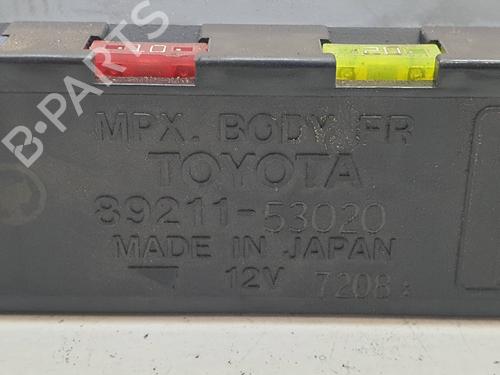 10 20
MPX. BODY FR
TOYOTA
89211-53020
MADE IN JAPAN
12V 7208
B-Parts